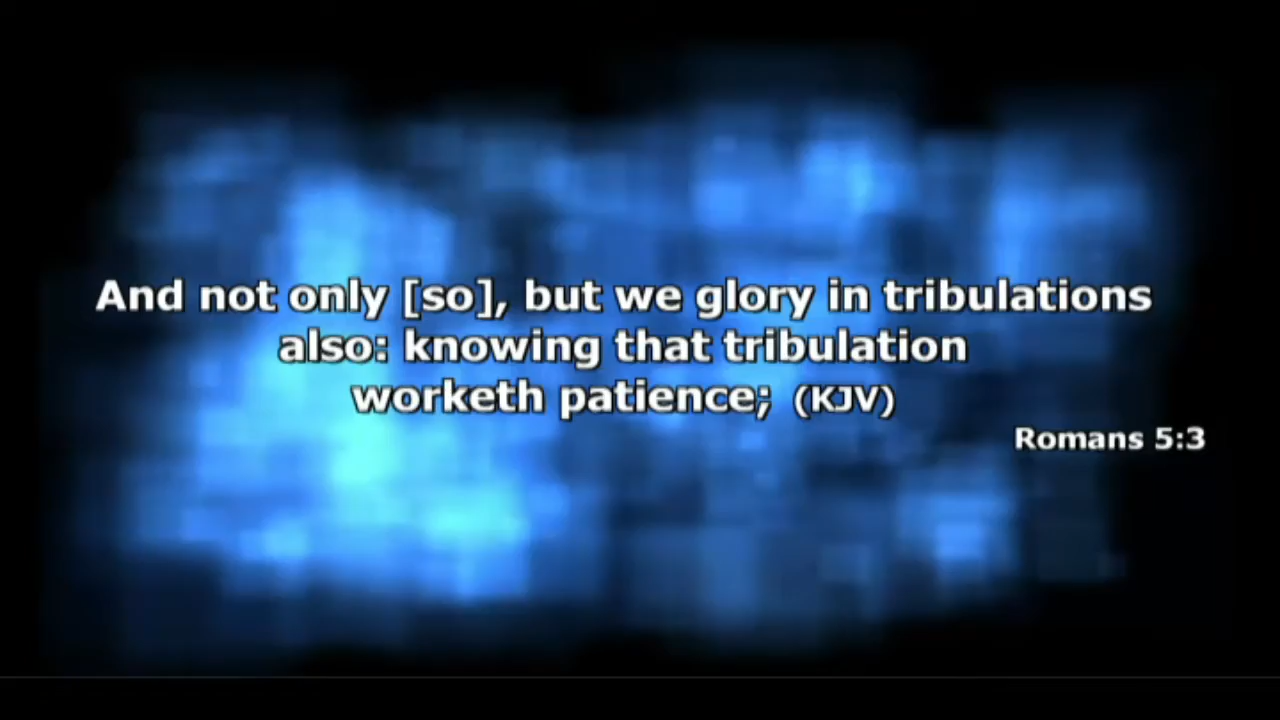 And not only [so], but we glory in tribulations
also: knowing that tribulation
worketh patience; (KJV)
Romans 5:3